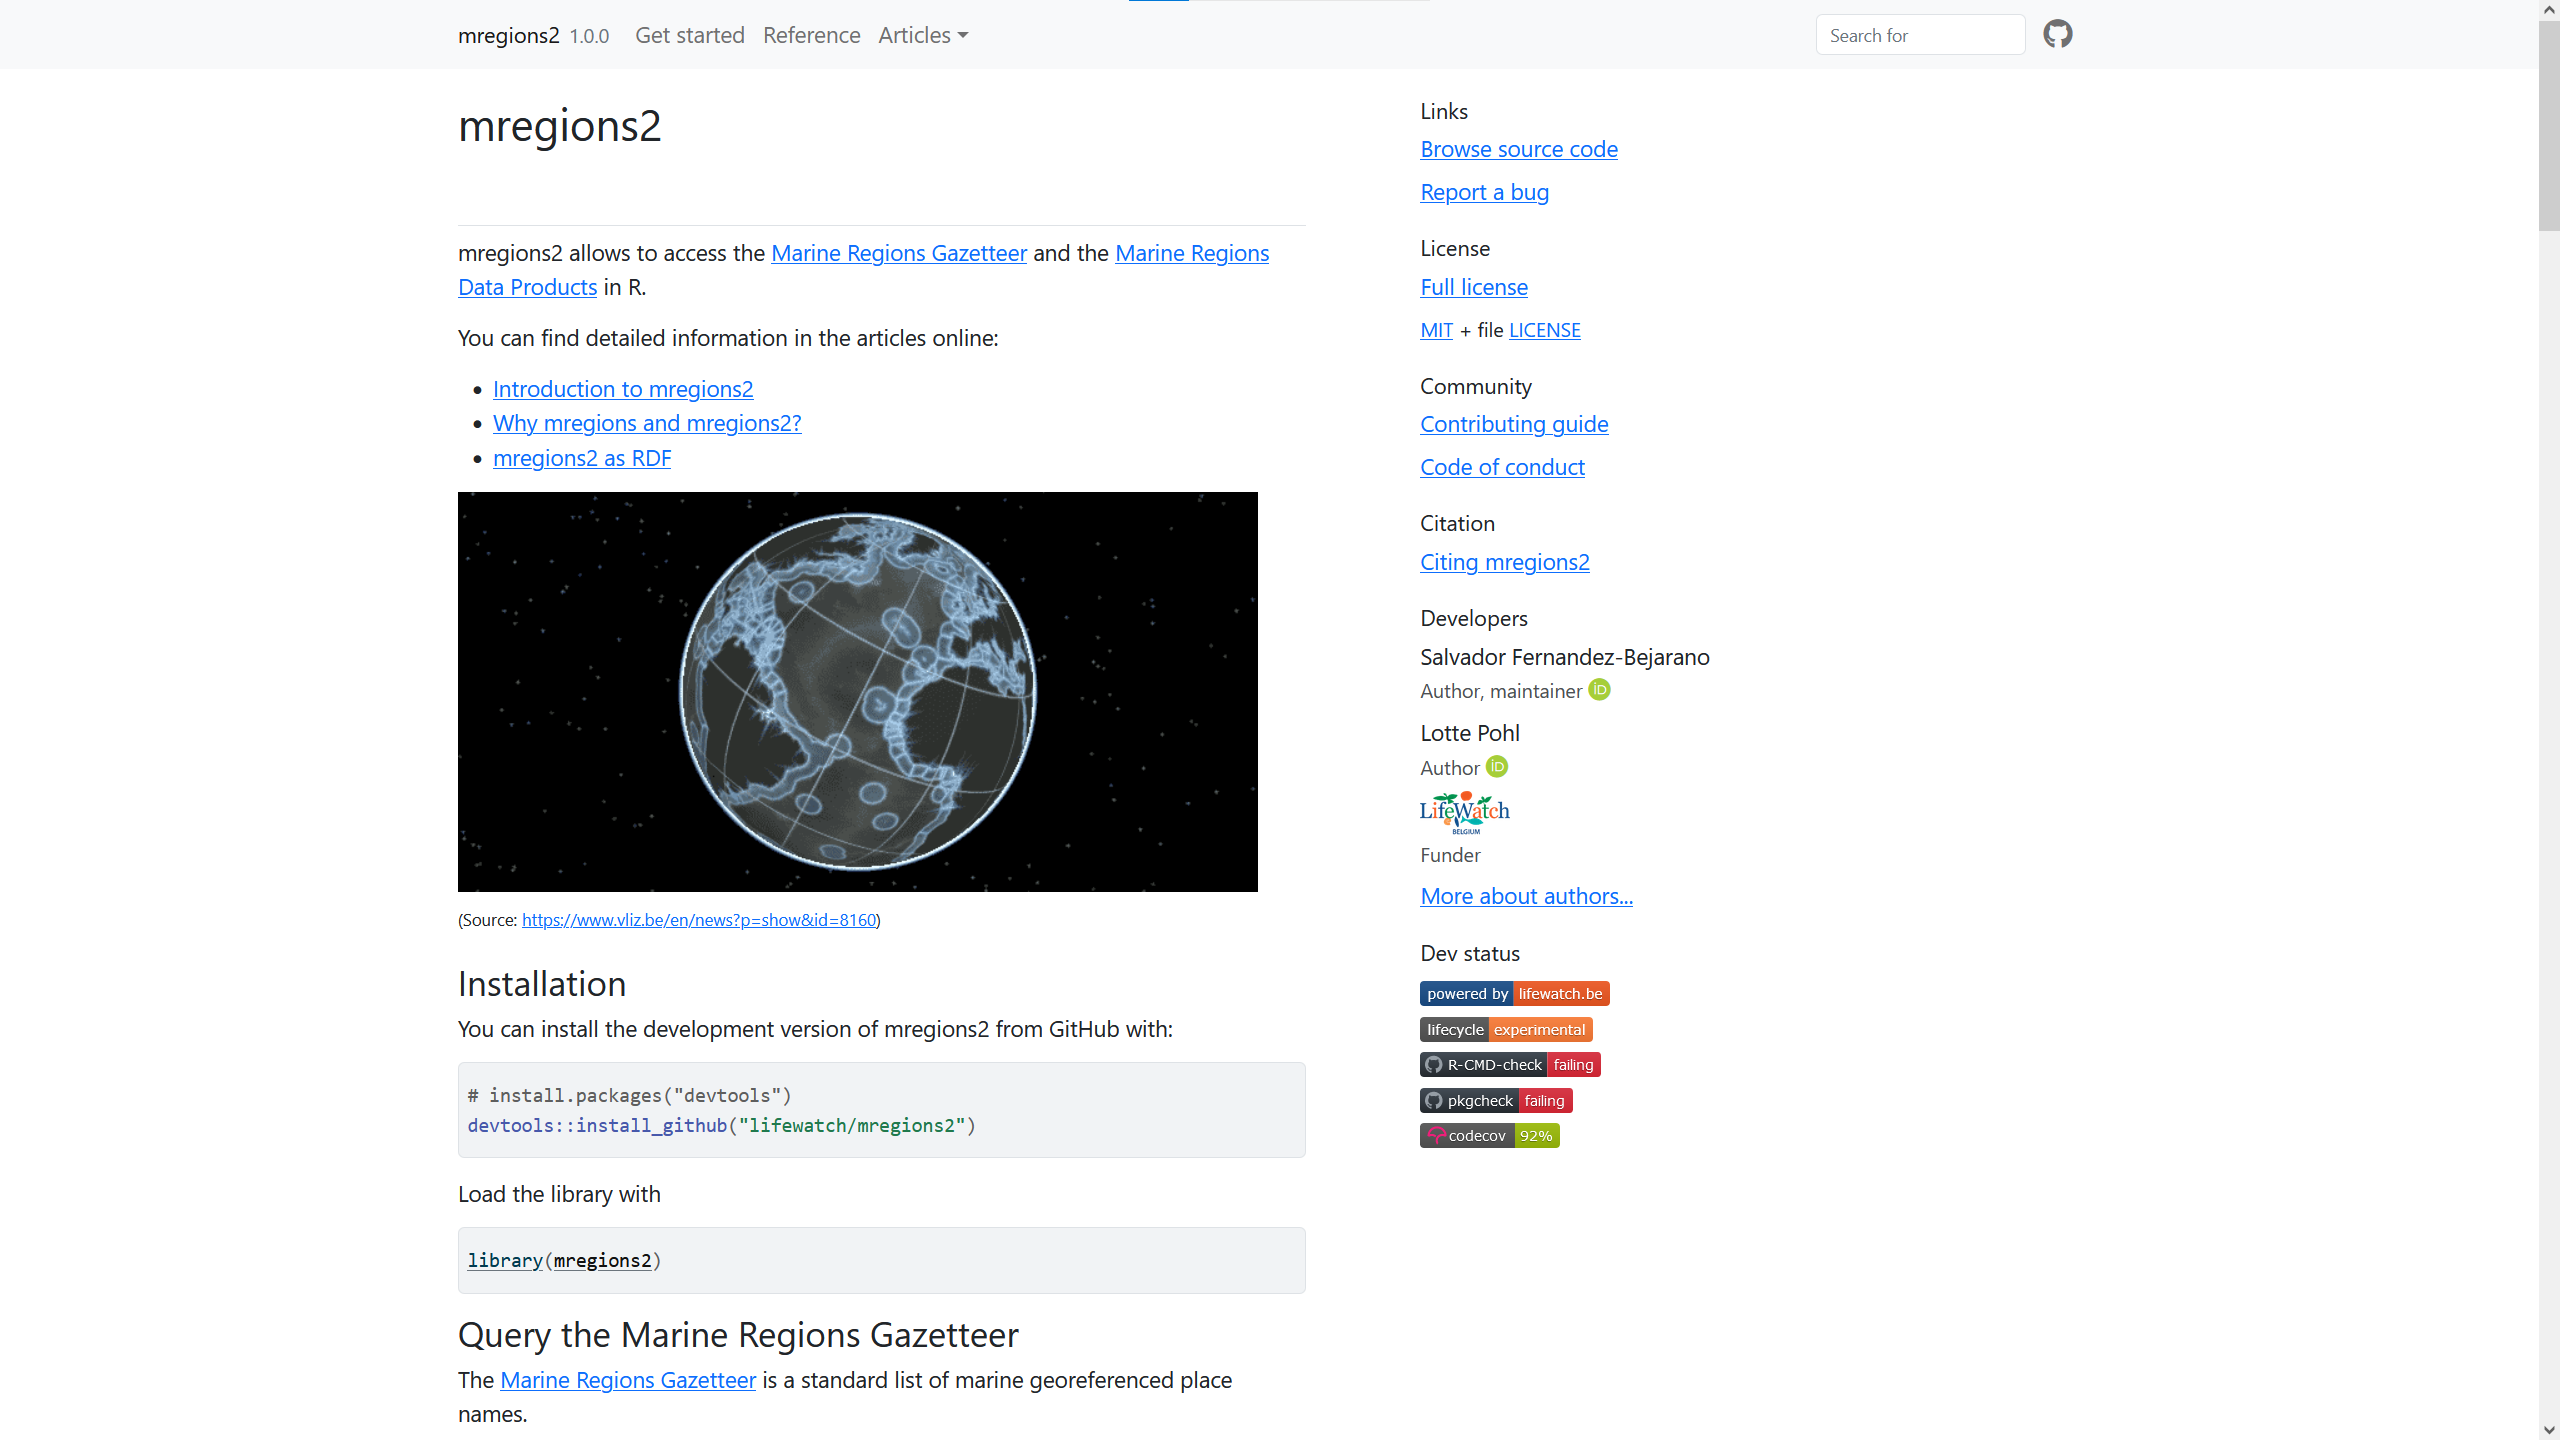 mregions2 1.0.0 Get started Reference Articles Search for
mregions2
mregions2 allows to access the Marine Regions Gazetteer and the Marine Regions
Data Products in R.
You can find detailed information in the articles online:
Introduction to mregions2
Why mregions and mregions2?
mregions2 as RDF
(Source: https://www.vliz.be/en/news?p=show&id=8160)
Installation
You can install the development version of mregions2 from GitHub with:
# install.packages("devtools")
devtools::install_github("lifewatch/mregions2")
Load the library with
library(mregions2)
Query the Marine Regions Gazetteer
The Marine Regions Gazetteer is a standard list of marine georeferenced place
names.
Links
Browse source code
Report a bug
License
Full license
MIT + file LICENSE
Community
Contributing guide
Code of conduct
Citation
Citing mregions2
Developers
Salvador Fernandez-Bejarano
Author, maintainer iD
Lotte Pohl
Author iD
LifeWatch
BELGIUM
Funder
More about authors...
Dev status
powered by lifewatch.be
lifecycle experimental
R-CMD-check failing
pkgcheck failing
codecov 92%